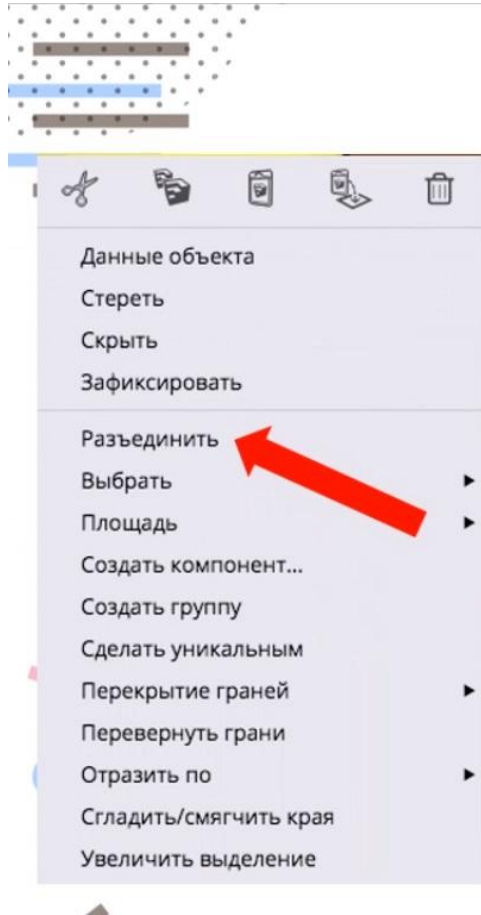 Данные объекта
Стереть
Скрыть
Зафиксировать
Разъединить
Выбрать
Площадь
Создать компонент...
Создать группу
Сделать уникальным
Перекрытие граней
Перевернуть грани
Отразить по
Сгладить/смягчить края
Увеличить выделение